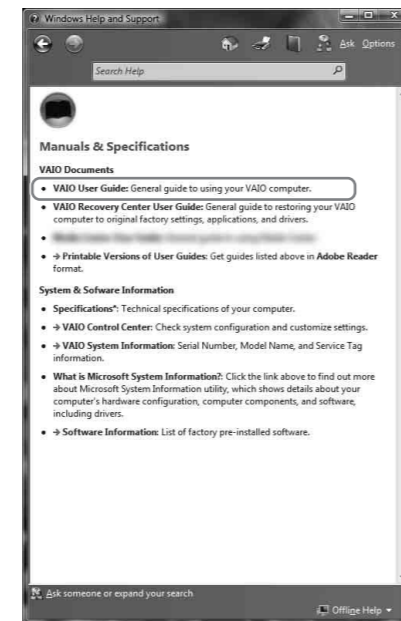 Windows Help and Support
Ask Options
Search Help
Manuals & Specifications
VAIO Documents
• VAIO User Guide: General guide to using your VAIO computer.
• VAIO Recovery Center User Guide: General guide to restoring your VAIO
computer to original factory settings, applications, and drivers.
• → Printable Versions of User Guides: Get guides listed above in Adobe Reader
format.
System & Sofware Information
• Specifications*: Technical specifications of your computer.
• → VAIO Control Center: Check system configuration and customize settings.
• → VAIO System Information: Serial Number, Model Name, and Service Tag
information.
• What is Microsoft System Information?: Click the link above to find out more
about Microsoft System Information utility, which shows details about your
computer's hardware configuration, computer components, and software,
including drivers.
• → Software Information: List of factory pre-installed software.
Ask someone or expand your search
Offline Help